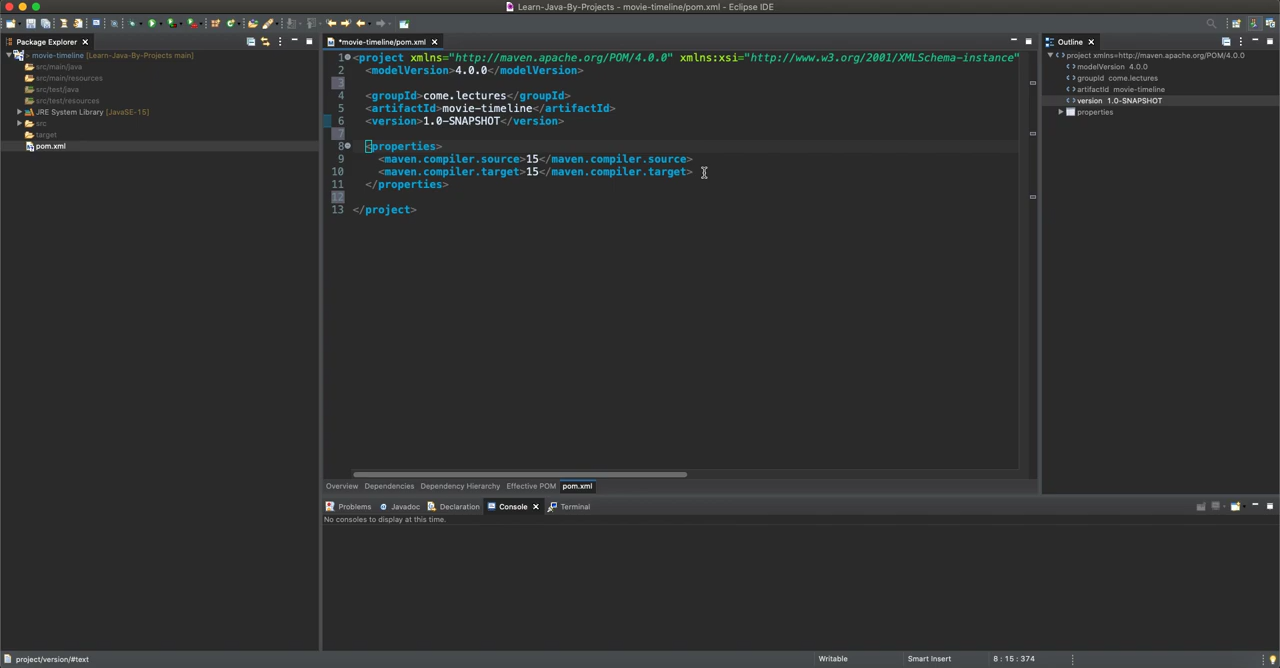 Learn-Java-By-Projects - movie-timeline/pom.xml - Eclipse IDE
Package Explorer
movie-timeline [Learn-Java-By-Projects main]
src/main/java
src/main/resources
src/test/java
src/test/resources
JRE System Library [JavaSE-15]
src
target
pom.xml
*movie-timeline/pom.xml
1 <project xmlns="http://maven.apache.org/POM/4.0.0" xmlns:xsi="http://www.w3.org/2001/XMLSchema-instance"
2 <modelVersion>4.0.0</modelVersion>
3
4 <groupId>come.lectures</groupId>
5 <artifactId>movie-timeline</artifactId>
6 <version>1.0-SNAPSHOT</version>
7
8 <properties>
9 <maven.compiler.source>15</maven.compiler.source>
10 <maven.compiler.target>15</maven.compiler.target>
11 </properties>
12
13 </project>
Overview Dependencies Dependency Hierarchy Effective POM pom.xml
Problems Javadoc Declaration Console Terminal
No consoles to display at this time.
Outline
project xmlns=http://maven.apache.org/POM/4.0.0
modelVersion 4.0.0
groupId come.lectures
artifactId movie-timeline
version 1.0-SNAPSHOT
properties
project/version/#text Writable Smart Insert 8 : 15 : 374